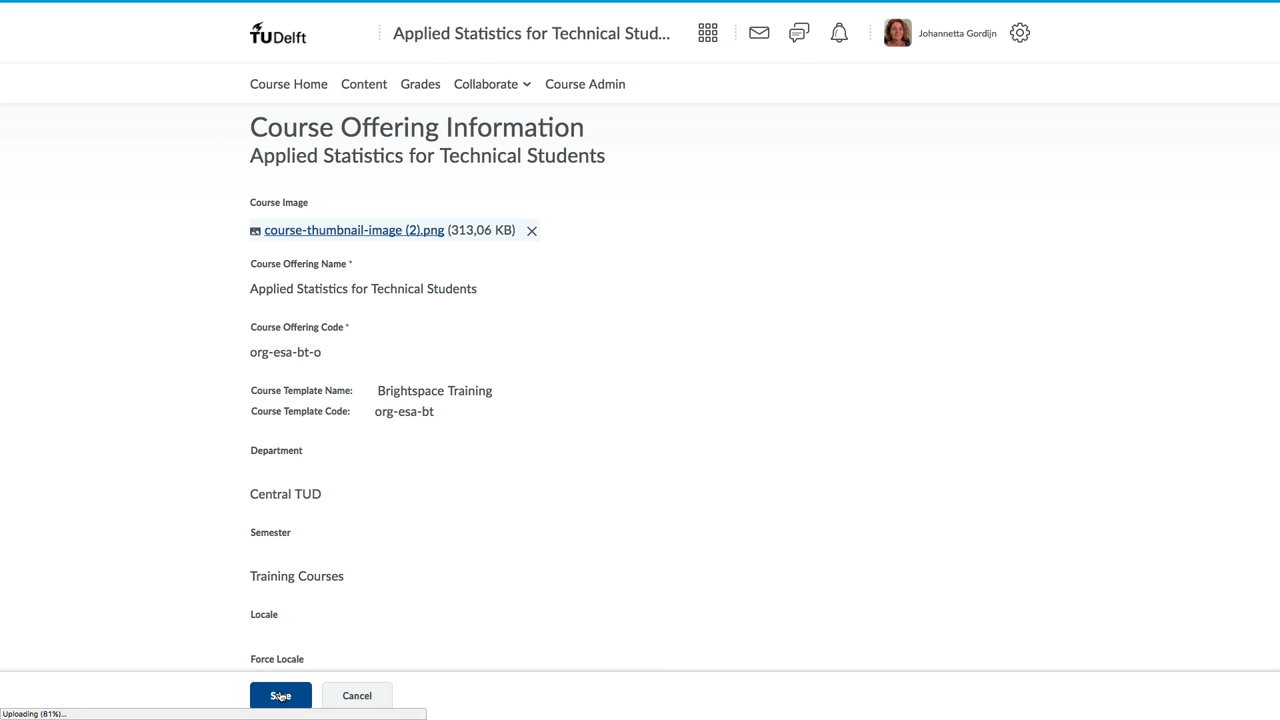 TU Delft
Applied Statistics for Technical Stud...
Johannetta Gordijn
Course Home
Content
Grades
Collaborate
Course Admin
Course Offering Information
Applied Statistics for Technical Students
Course Image
course-thumbnail-image (2).png (313,06 KB)
Course Offering Name *
Applied Statistics for Technical Students
Course Offering Code *
org-esa-bt-o
Course Template Name: Brightspace Training
Course Template Code: org-esa-bt
Department
Central TUD
Semester
Training Courses
Locale
Force Locale
Save
Cancel
Uploading (81%)...